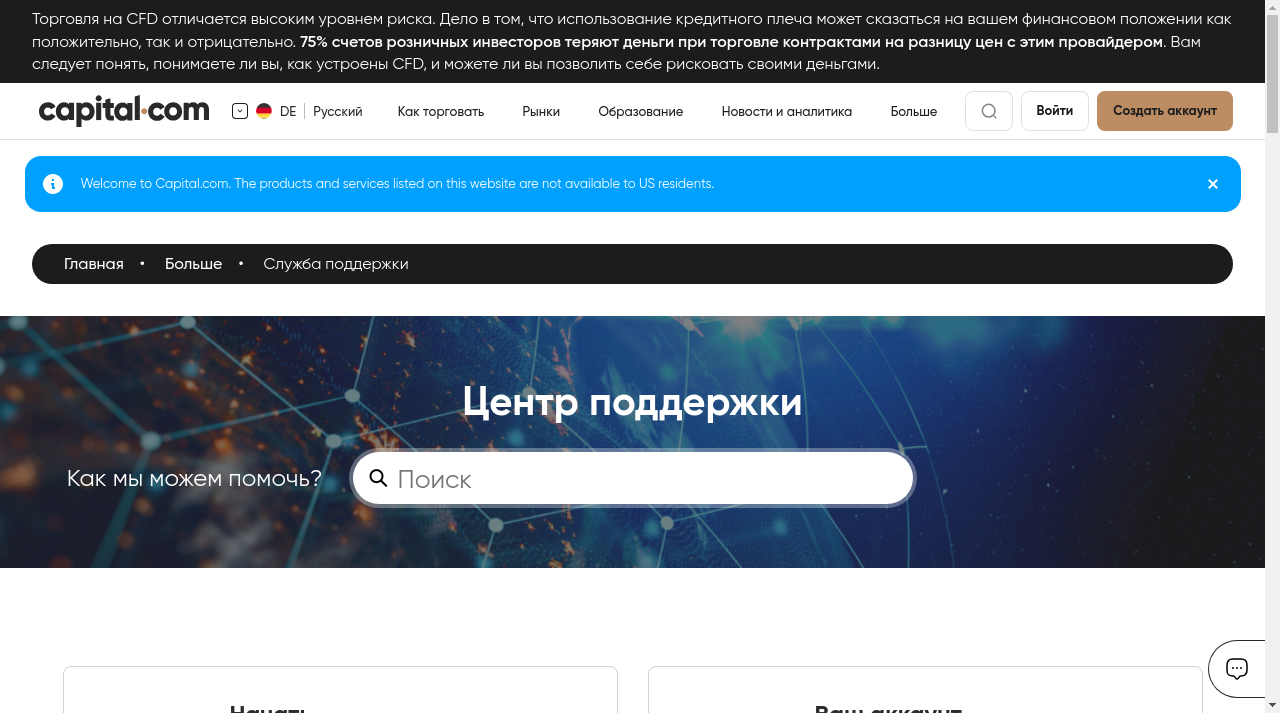 Торговля на CFD отличается высоким уровнем риска. Дело в том, что использование кредитного плеча может сказаться на вашем финансовом положении как
положительно, так и отрицательно. 75% счетов розничных инвесторов теряют деньги при торговле контрактами на разницу цен с этим провайдером. Вам
следует понять, понимаете ли вы, как устроены CFD, и можете ли вы позволить себе рисковать своими деньгами.
capital.com DE Русский Как торговать Рынки Образование Новости и аналитика Больше Войти Создать аккаунт
Welcome to Capital.com. The products and services listed on this website are not available to US residents.
Главная • Больше • Служба поддержки
Центр поддержки
Как мы можем помочь? Поиск
Начать Ваш аккаунт